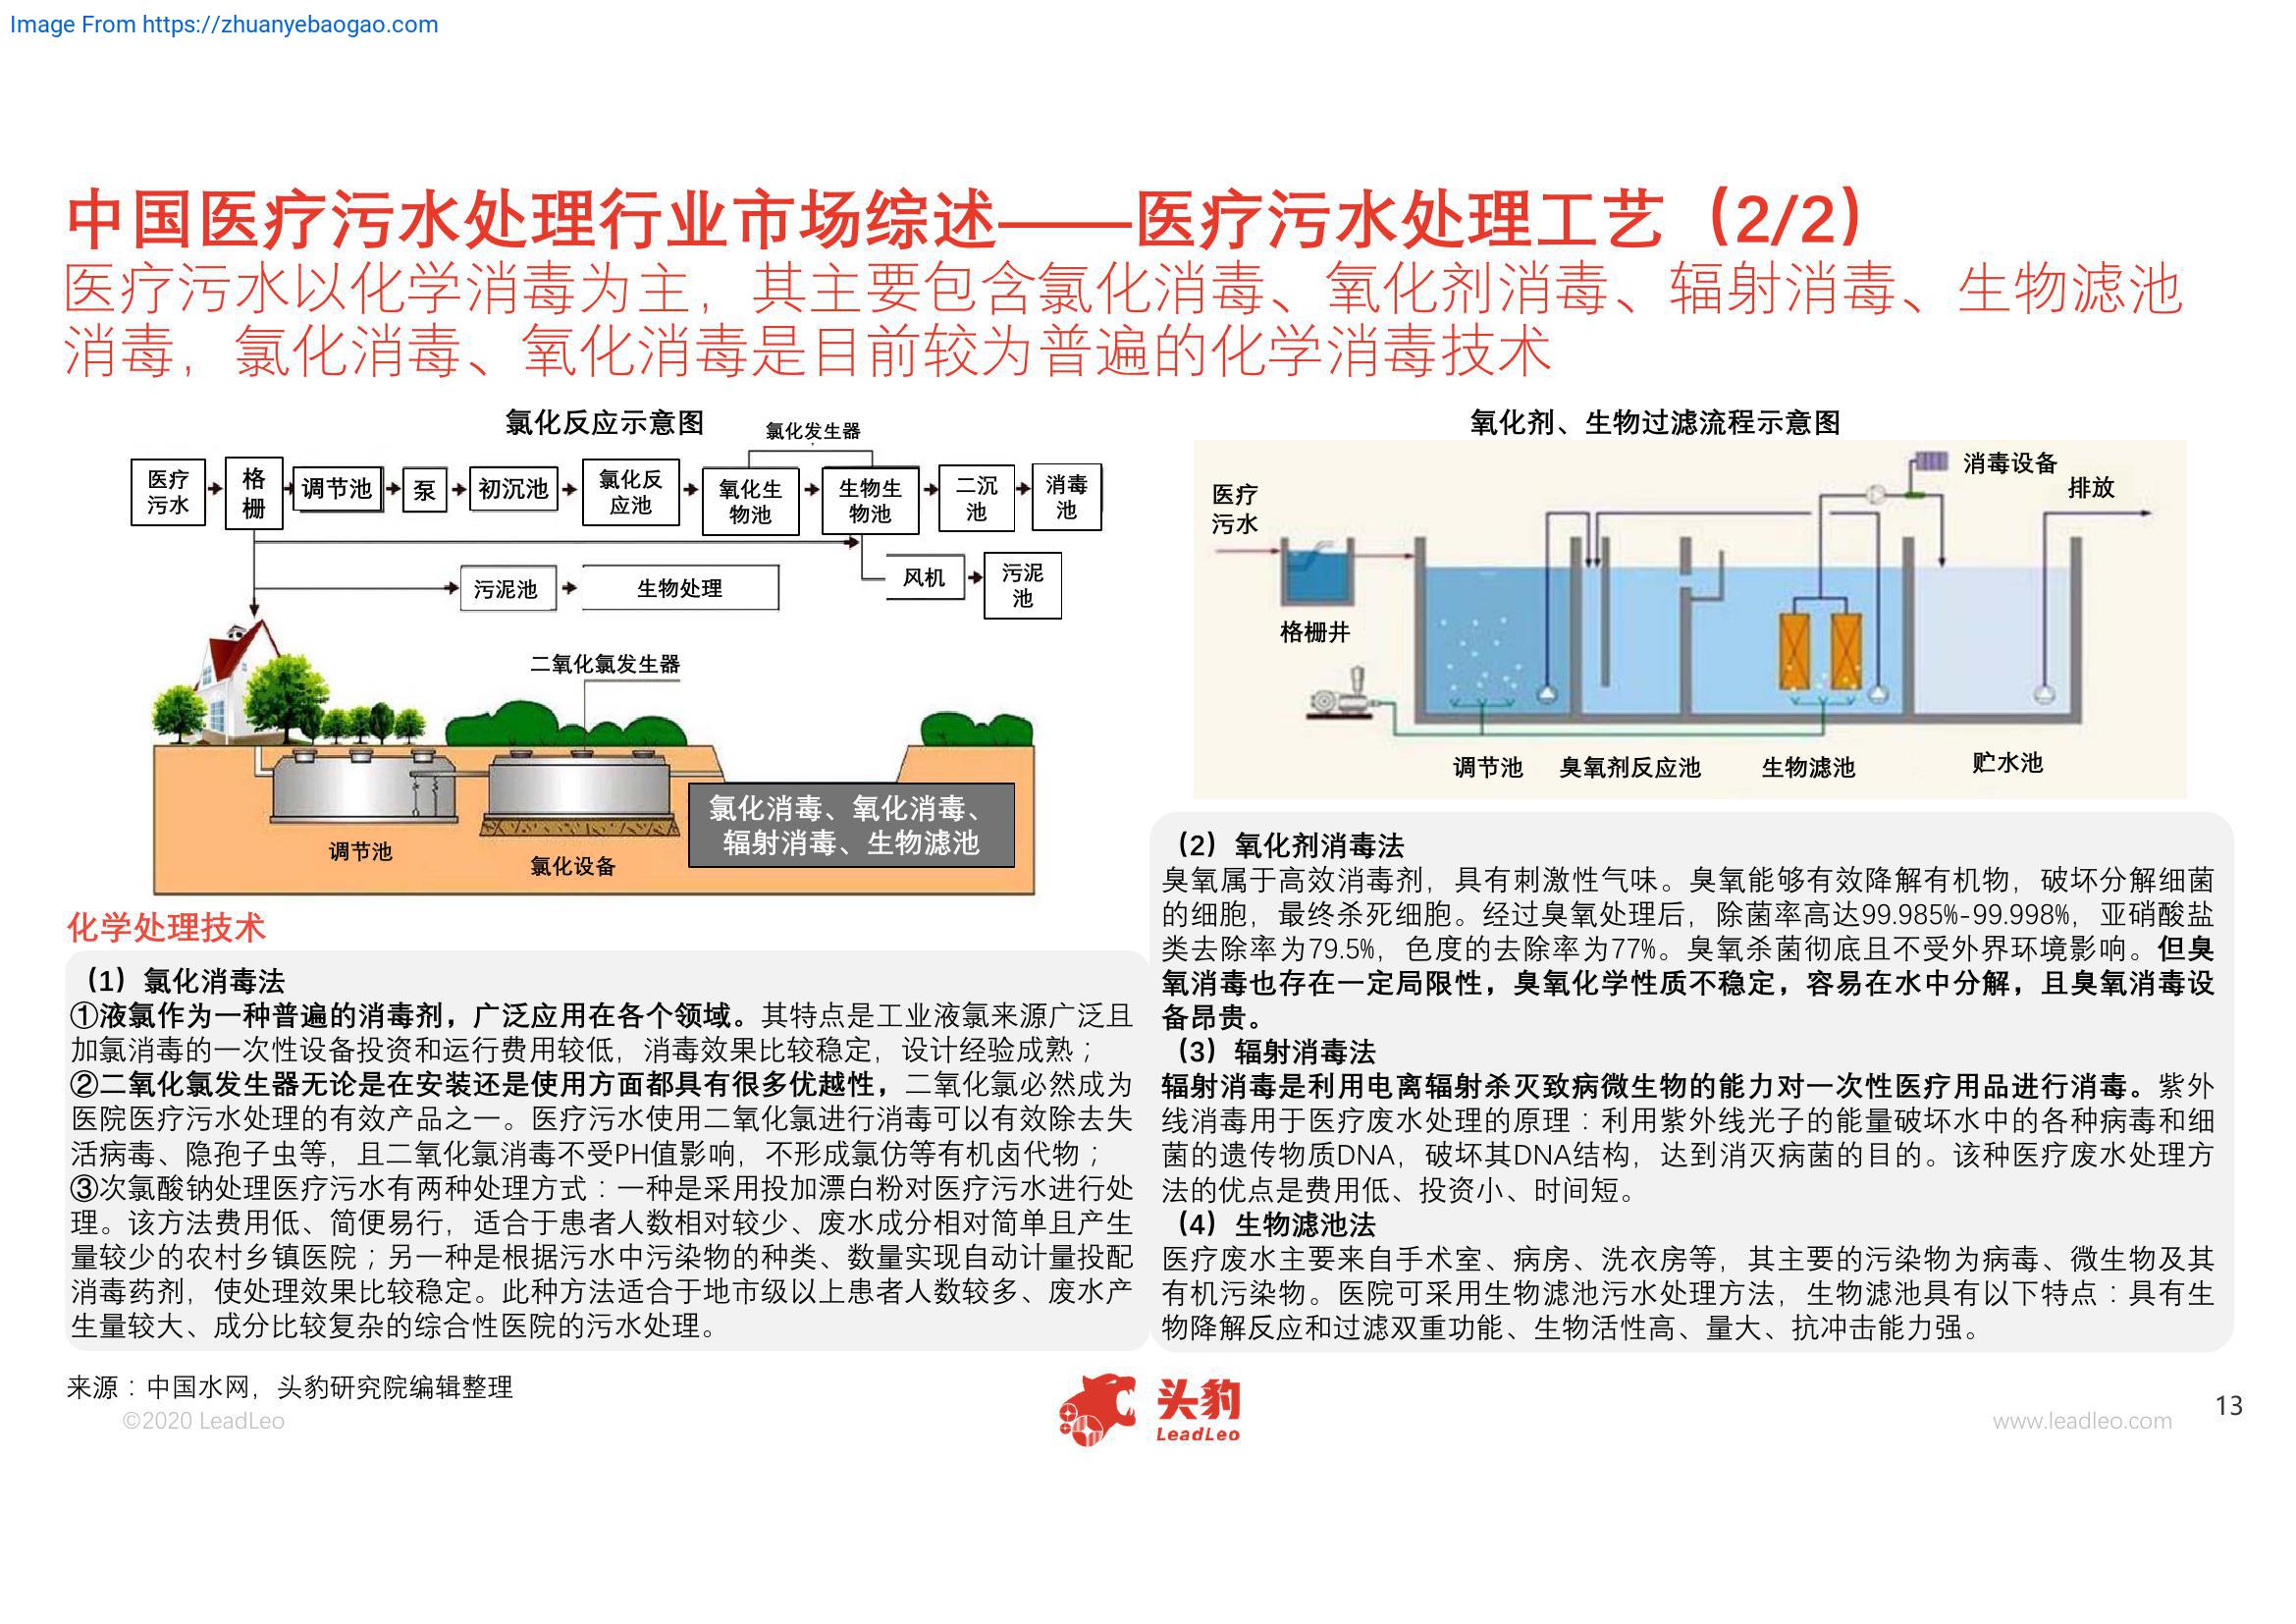 Image From https://zhuanyebaogao.com
中国医疗污水处理行业市场综述——医疗污水处理工艺（2/2）
医疗污水以化学消毒为主，其主要包含氯化消毒、氧化剂消毒、辐射消毒、生物滤池
消毒，氯化消毒、氧化消毒是目前较为普遍的化学消毒技术
氯化反应示意图
氯化发生器
医疗
污水
格
栅
调节池
泵
初沉池
氯化反
应池
氧化生
物池
生物生
物池
二沉
池
消毒
池
污泥池
生物处理
风机
污泥
池
二氧化氯发生器
调节池
氯化设备
氯化消毒、氧化消毒、
辐射消毒、生物滤池
氧化剂、生物过滤流程示意图
消毒设备
排放
医疗
污水
格栅井
调节池
臭氧剂反应池
生物滤池
贮水池
化学处理技术
（1）氯化消毒法
①液氯作为一种普遍的消毒剂，广泛应用在各个领域。其特点是工业液氯来源广泛且
加氯消毒的一次性设备投资和运行费用较低，消毒效果比较稳定，设计经验成熟；
②二氧化氯发生器无论是在安装还是使用方面都具有很多优越性，二氧化氯必然成为
医院医疗污水处理的有效产品之一。医疗污水使用二氧化氯进行消毒可以有效除去失
活病毒、隐孢子虫等，且二氧化氯消毒不受PH值影响，不形成氯仿等有机卤代物；
③次氯酸钠处理医疗污水有两种处理方式：一种是采用投加漂白粉对医疗污水进行处
理。该方法费用低、简便易行，适合于患者人数相对较少、废水成分相对简单且产生
量较少的农村乡镇医院；另一种是根据污水中污染物的种类、数量实现自动计量投配
消毒药剂，使处理效果比较稳定。此种方法适合于地市级以上患者人数较多、废水产
生量较大、成分比较复杂的综合性医院的污水处理。
（2）氧化剂消毒法
臭氧属于高效消毒剂，具有刺激性气味。臭氧能够有效降解有机物，破坏分解细菌
的细胞，最终杀死细胞。经过臭氧处理后，除菌率高达99.985%-99.998%，亚硝酸盐
类去除率为79.5%，色度的去除率为77%。臭氧杀菌彻底且不受外界环境影响。但臭
氧消毒也存在一定局限性，臭氧化学性质不稳定，容易在水中分解，且臭氧消毒设
备昂贵。
（3）辐射消毒法
辐射消毒是利用电离辐射杀灭致病微生物的能力对一次性医疗用品进行消毒。紫外
线消毒用于医疗废水处理的原理：利用紫外线光子的能量破坏水中的各种病毒和细
菌的遗传物质DNA，破坏其DNA结构，达到消灭病菌的目的。该种医疗废水处理方
法的优点是费用低、投资小、时间短。
（4）生物滤池法
医疗废水主要来自手术室、病房、洗衣房等，其主要的污染物为病毒、微生物及其
有机污染物。医院可采用生物滤池污水处理方法，生物滤池具有以下特点：具有生
物降解反应和过滤双重功能、生物活性高、量大、抗冲击能力强。
来源：中国水网，头豹研究院编辑整理
©2020 LeadLeo
头豹
LeadLeo
www.leadleo.com
13